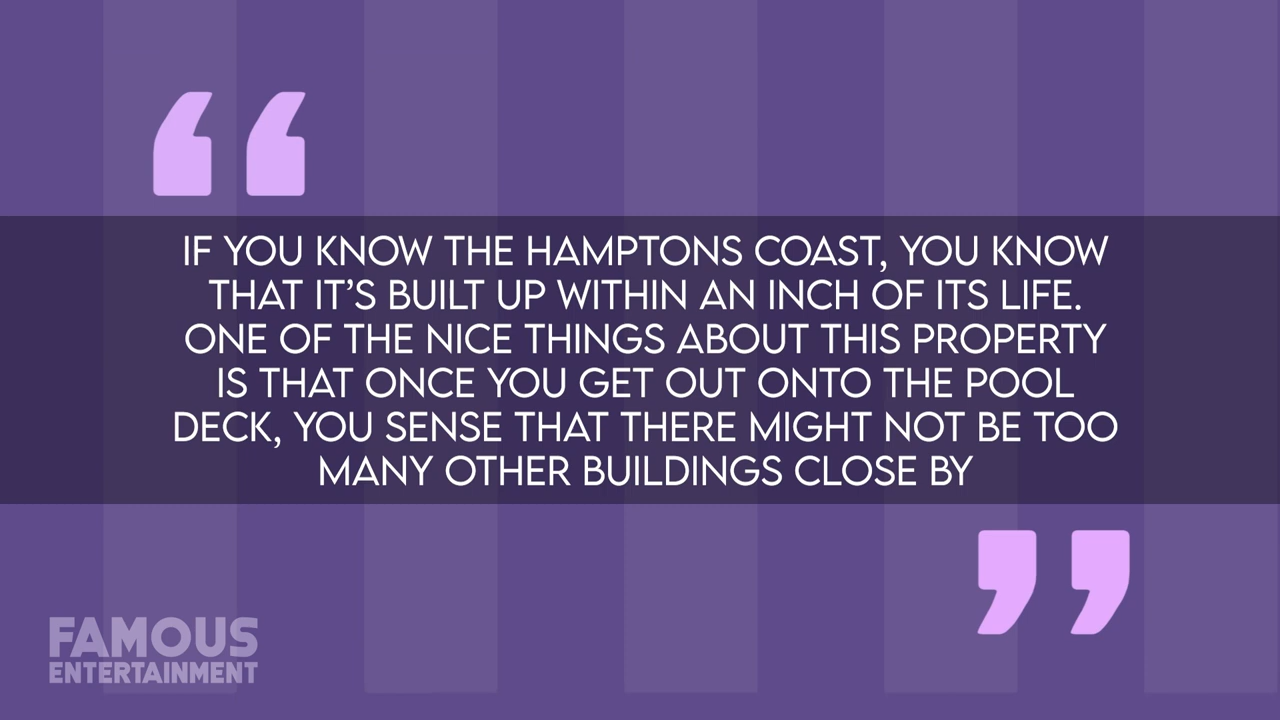 IF YOU KNOW THE HAMPTONS COAST, YOU KNOW
THAT IT’S BUILT UP WITHIN AN INCH OF ITS LIFE.
ONE OF THE NICE THINGS ABOUT THIS PROPERTY
IS THAT ONCE YOU GET OUT ONTO THE POOL
DECK, YOU SENSE THAT THERE MIGHT NOT BE TOO
MANY OTHER BUILDINGS CLOSE BY
FAMOUS
ENTERTAINMENT